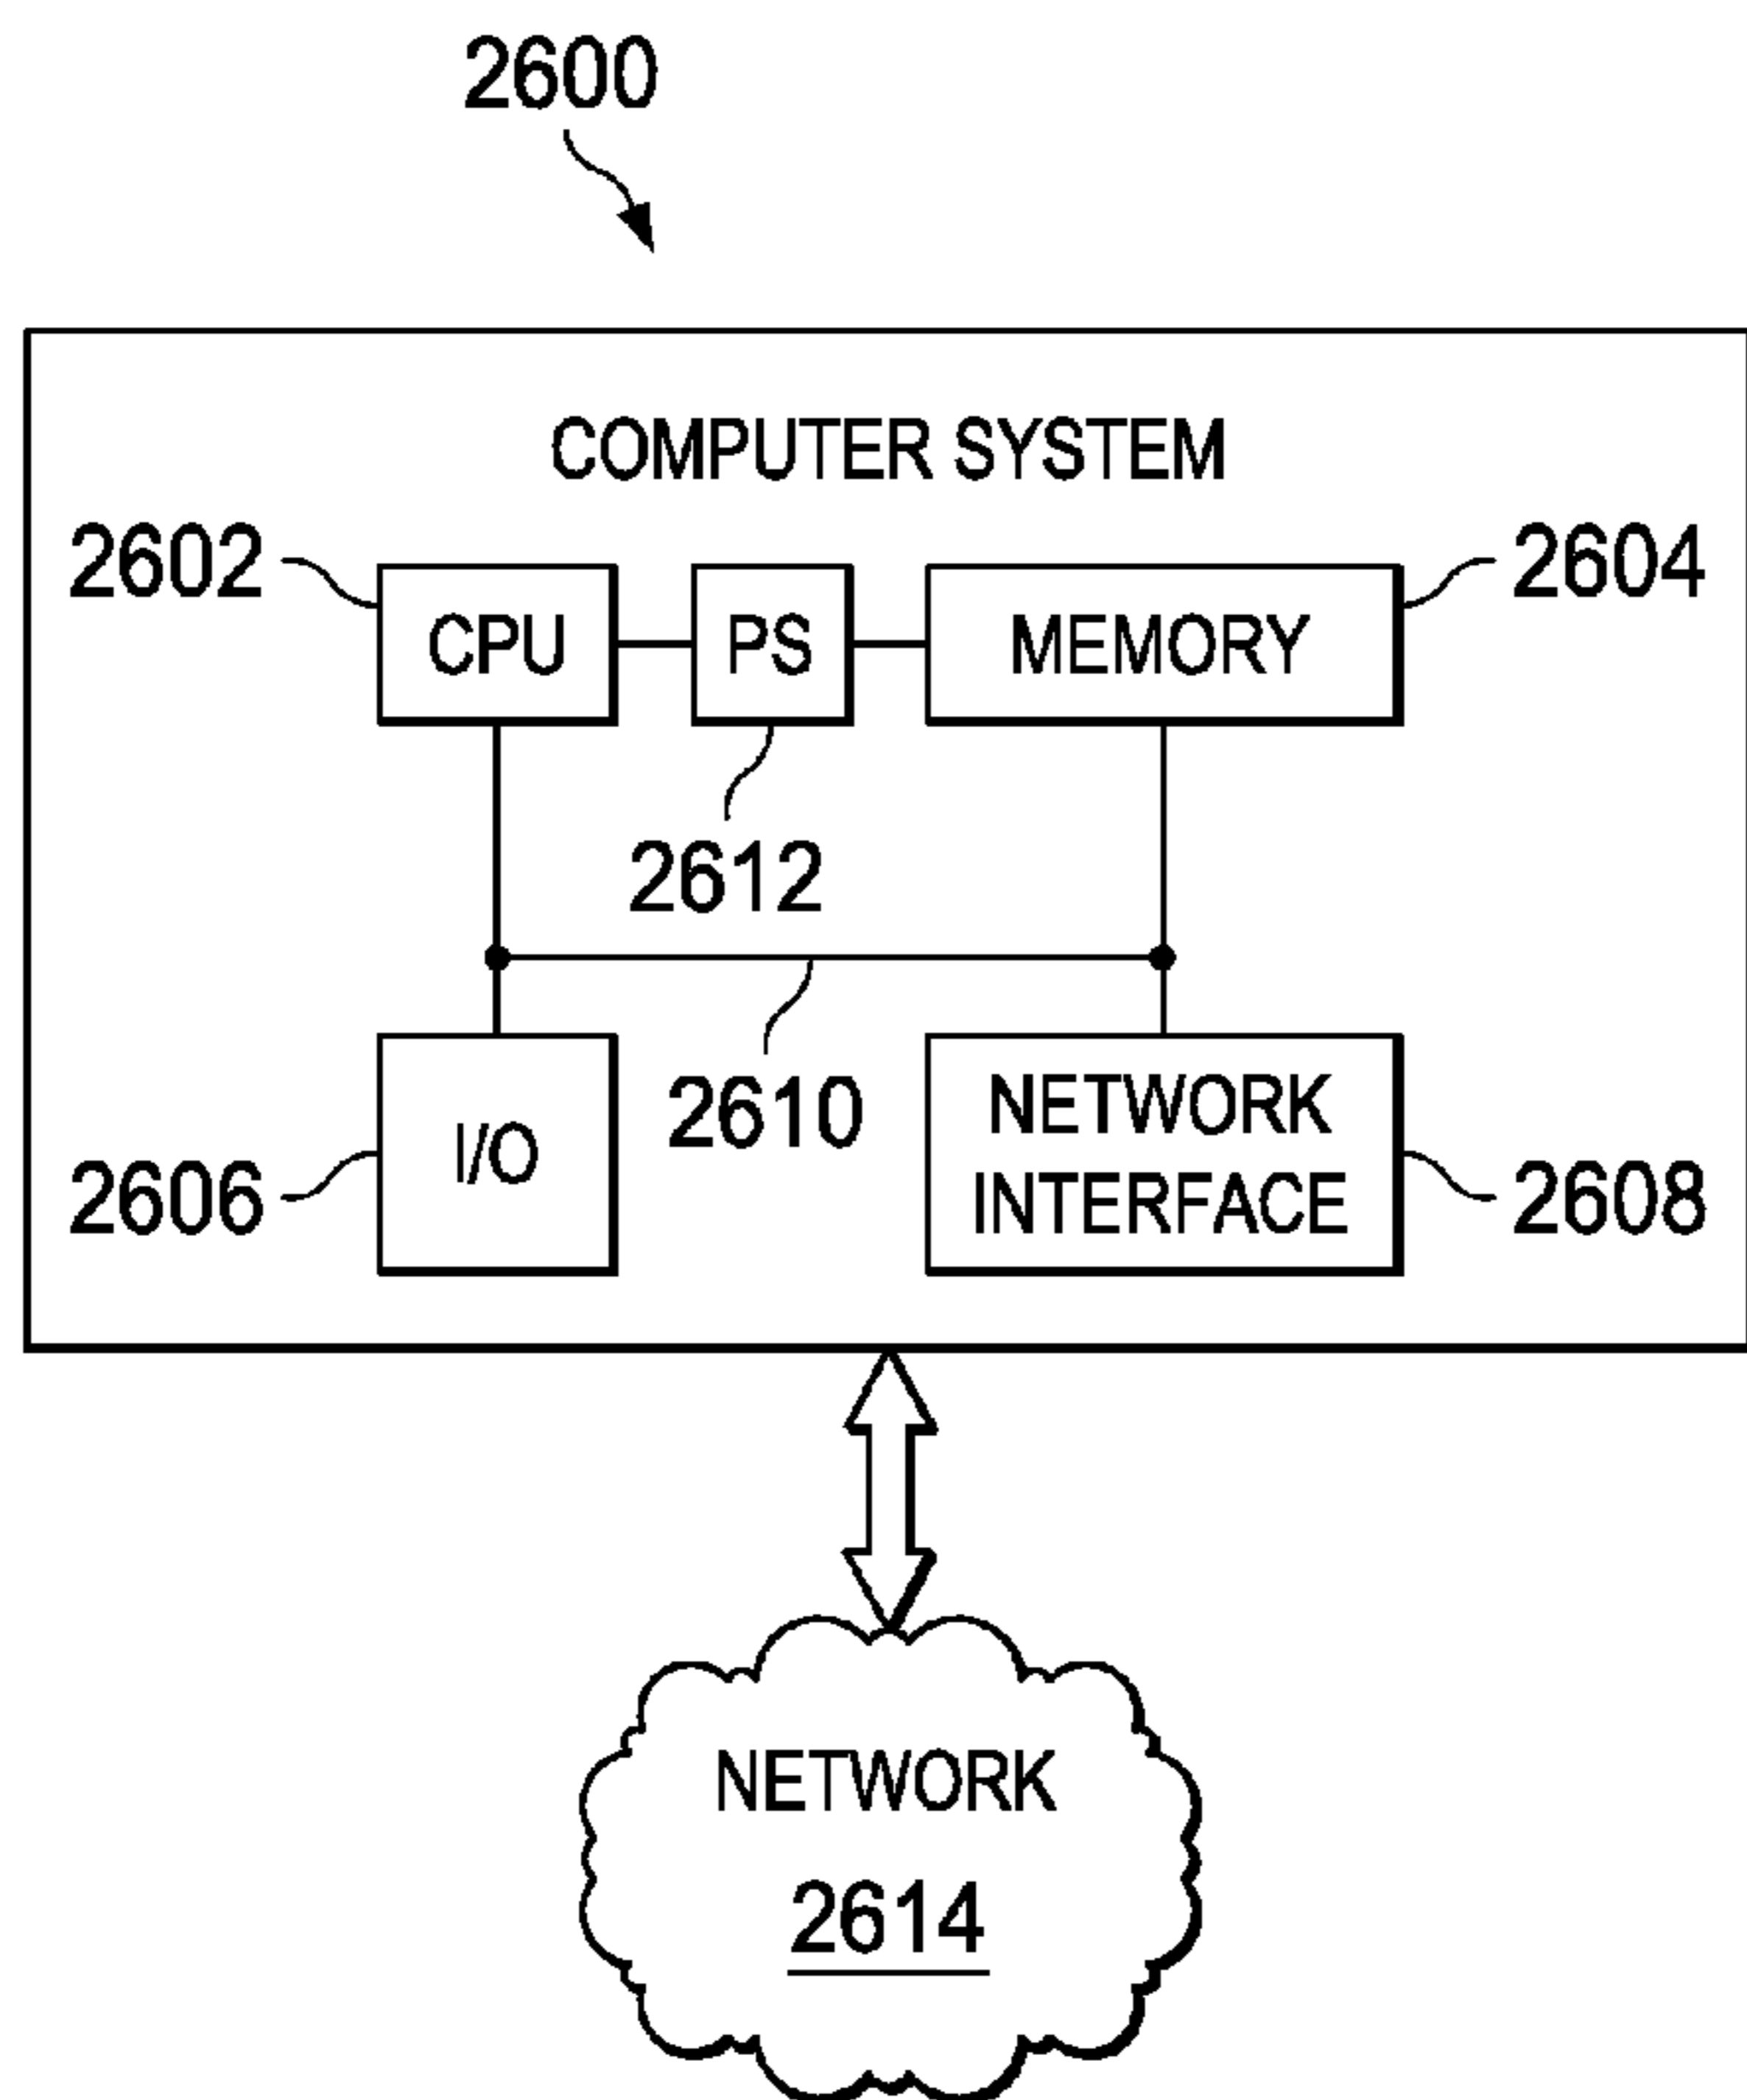 2600
COMPUTER SYSTEM
2602
2604
CPU
PS
MEMORY
2612
2610
I/O
NETWORK
INTERFACE
2606
2608
NETWORK
2614